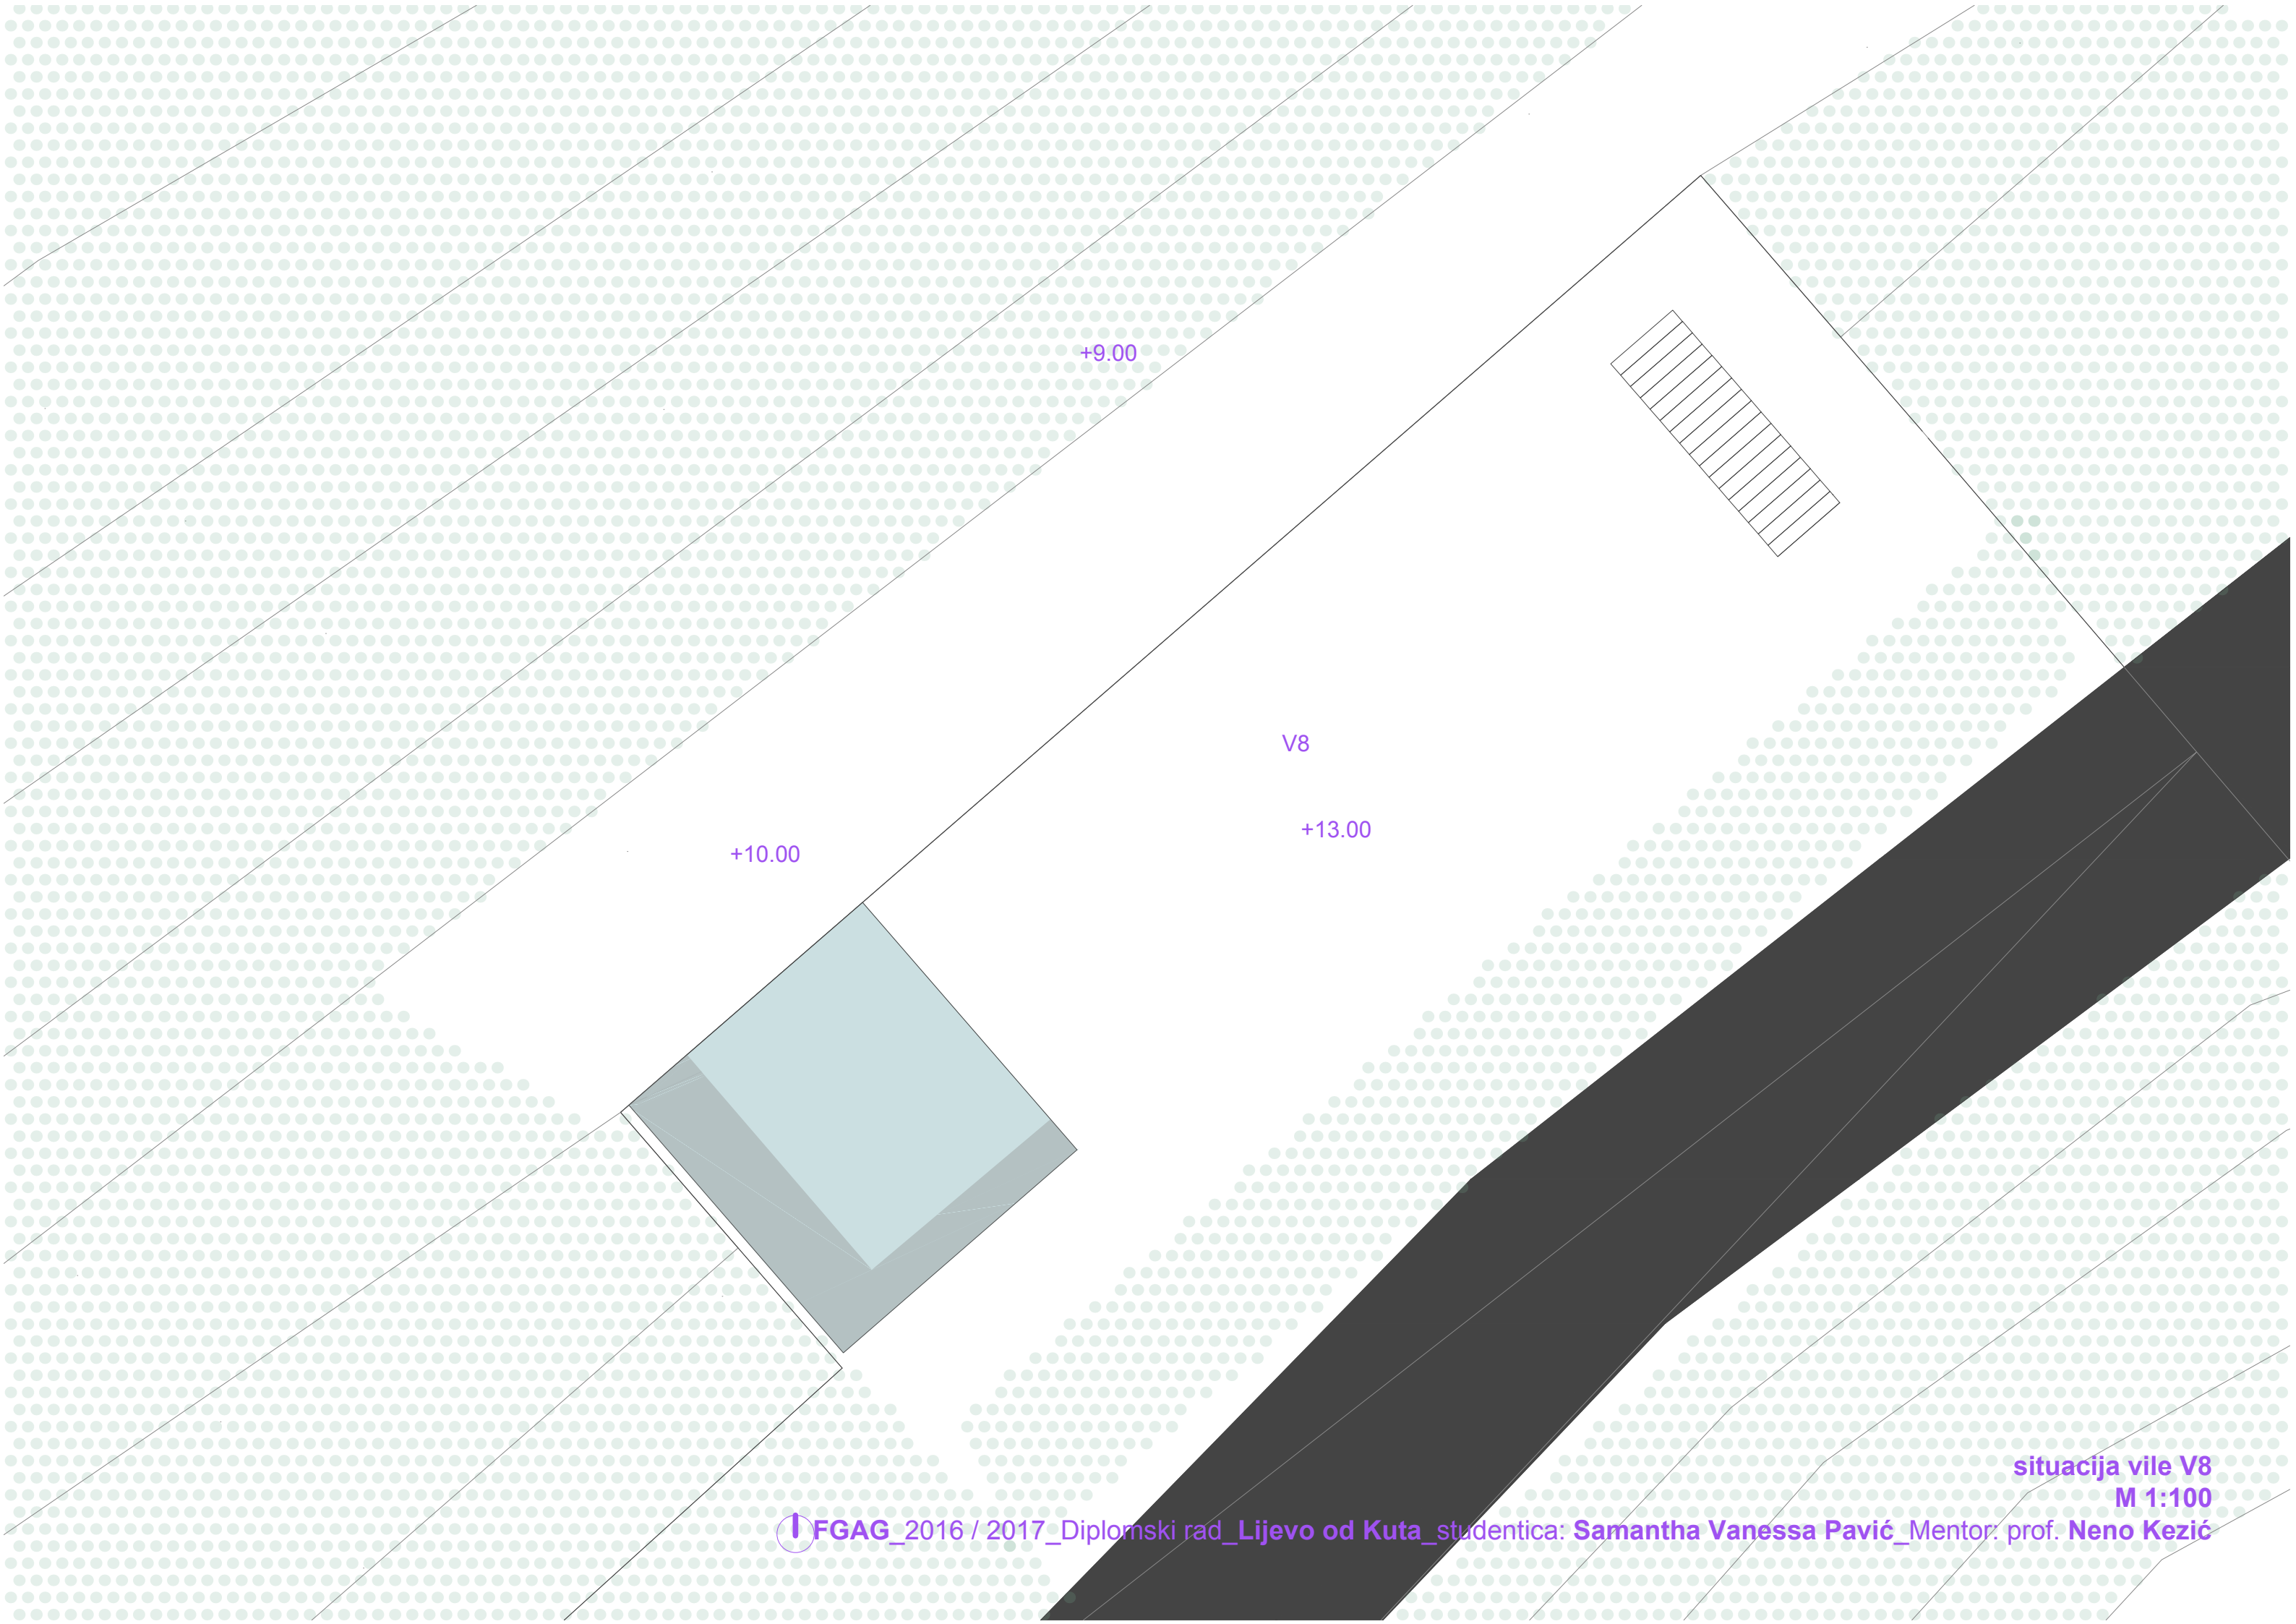 +9.00
V8
+13.00
+10.00
situacija vile V8
M 1:100
FGAG_2016 / 2017_Diplomski rad_Lijevo od Kuta_studentica: Samantha Vanessa Pavić_Mentor: prof. Neno Kezić